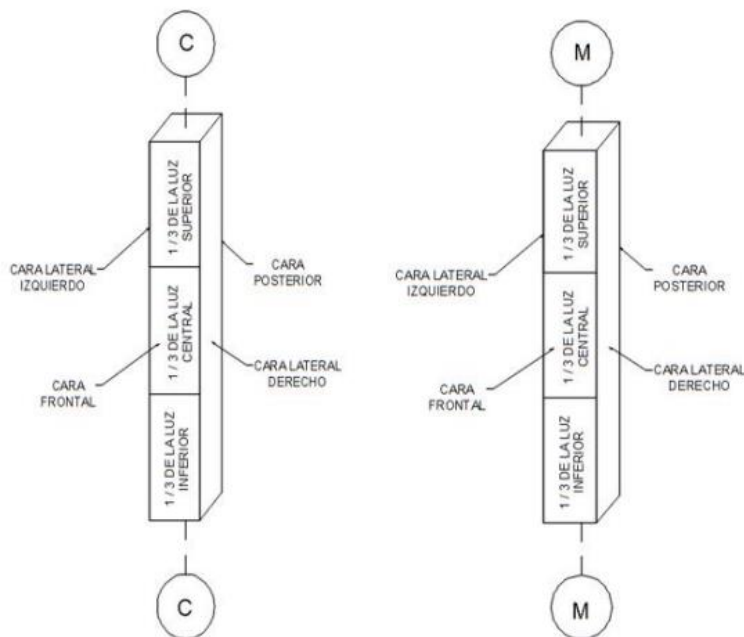 C
1 / 3 DE LA LUZ
SUPERIOR
CARA LATERAL
IZQUIERDO
CARA
POSTERIOR
1 / 3 DE LA LUZ
CENTRAL
CARA
FRONTAL
CARA LATERAL
DERECHO
1 / 3 DE LA LUZ
INFERIOR
C
M
1 / 3 DE LA LUZ
SUPERIOR
CARA LATERAL
IZQUIERDO
CARA
POSTERIOR
1 / 3 DE LA LUZ
CENTRAL
CARA
FRONTAL
CARA LATERAL
DERECHO
1 / 3 DE LA LUZ
INFERIOR
M